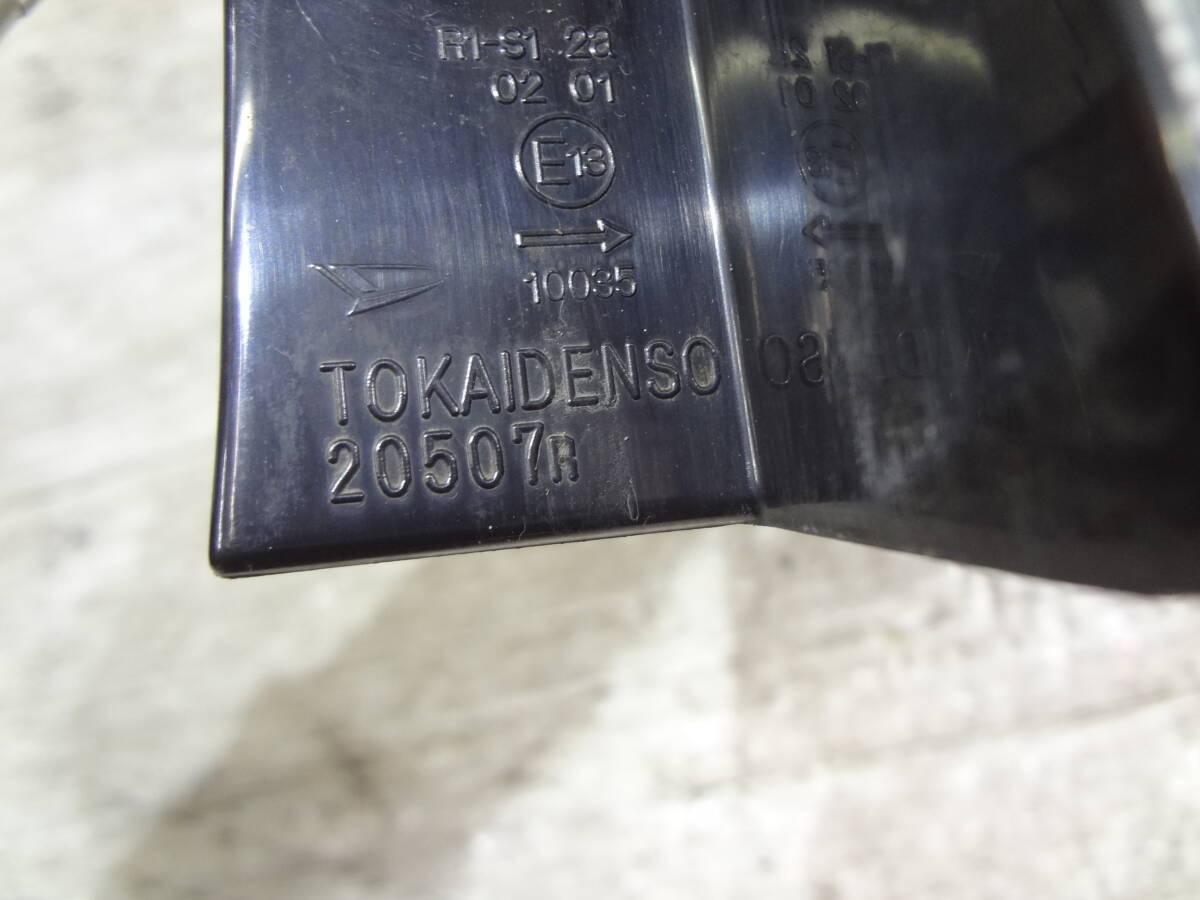 R1-S1 2a
02 01
E13
10035
TOKAIDENSO
20507R